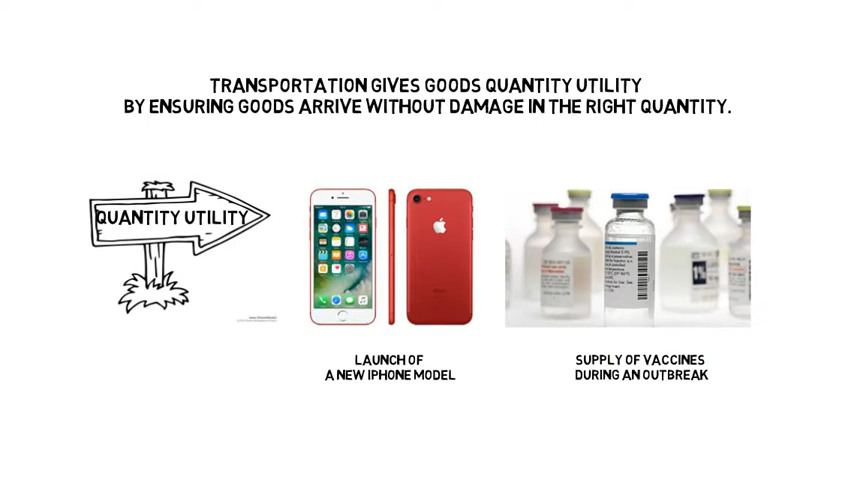 TRANSPORTATION GIVES GOODS QUANTITY UTILITY
BY ENSURING GOODS ARRIVE WITHOUT DAMAGE IN THE RIGHT QUANTITY.
QUANTITY UTILITY
1%
LAUNCH OF
A NEW IPHONE MODEL
SUPPLY OF VACCINES
DURING AN OUTBREAK